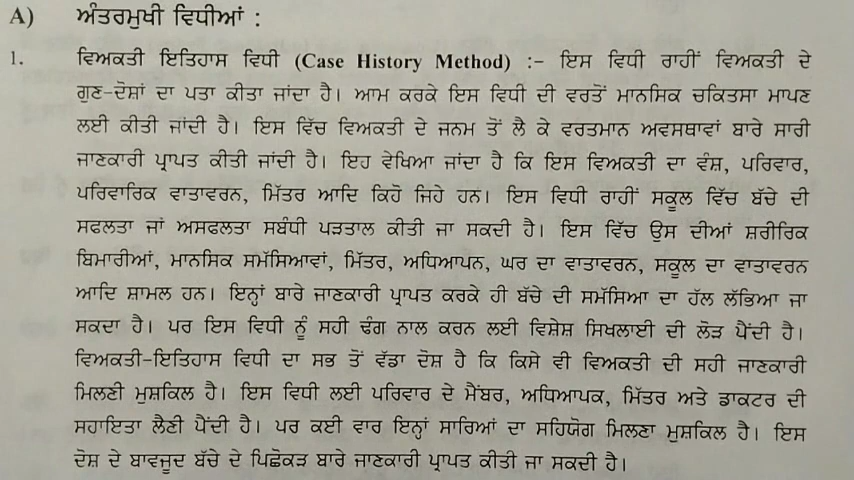 A) ਅੰਤਰਮੁਖੀ ਵਿਧੀਆਂ :
1. ਵਿਅਕਤੀ ਇਤਿਹਾਸ ਵਿਧੀ (Case History Method) :– ਇਸ ਵਿਧੀ ਰਾਹੀਂ ਵਿਅਕਤੀ ਦੇ
ਗੁਣ-ਦੋਸ਼ਾਂ ਦਾ ਪਤਾ ਕੀਤਾ ਜਾਂਦਾ ਹੈ। ਆਮ ਕਰਕੇ ਇਸ ਵਿਧੀ ਦੀ ਵਰਤੋਂ ਮਾਨਸਿਕ ਚਕਿਤਸਾ ਮਾਪਣ
ਲਈ ਕੀਤੀ ਜਾਂਦੀ ਹੈ। ਇਸ ਵਿੱਚ ਵਿਅਕਤੀ ਦੇ ਜਨਮ ਤੋਂ ਲੈ ਕੇ ਵਰਤਮਾਨ ਅਵਸਥਾਵਾਂ ਬਾਰੇ ਸਾਰੀ
ਜਾਣਕਾਰੀ ਪ੍ਰਾਪਤ ਕੀਤੀ ਜਾਂਦੀ ਹੈ। ਇਹ ਵੇਖਿਆ ਜਾਂਦਾ ਹੈ ਕਿ ਇਸ ਵਿਅਕਤੀ ਦਾ ਵੰਸ਼, ਪਰਿਵਾਰ,
ਪਰਿਵਾਰਿਕ ਵਾਤਾਵਰਨ, ਮਿੱਤਰ ਆਦਿ ਕਿਹੋ ਜਿਹੇ ਹਨ। ਇਸ ਵਿਧੀ ਰਾਹੀਂ ਸਕੂਲ ਵਿੱਚ ਬੱਚੇ ਦੀ
ਸਫਲਤਾ ਜਾਂ ਅਸਫਲਤਾ ਸਬੰਧੀ ਪੜਤਾਲ ਕੀਤੀ ਜਾ ਸਕਦੀ ਹੈ। ਇਸ ਵਿੱਚ ਉਸ ਦੀਆਂ ਸ਼ਰੀਰਿਕ
ਬਿਮਾਰੀਆਂ, ਮਾਨਸਿਕ ਸਮੱਸਿਆਵਾਂ, ਮਿੱਤਰ, ਅਧਿਆਪਨ, ਘਰ ਦਾ ਵਾਤਾਵਰਨ, ਸਕੂਲ ਦਾ ਵਾਤਾਵਰਨ
ਆਦਿ ਸ਼ਾਮਲ ਹਨ। ਇਨ੍ਹਾਂ ਬਾਰੇ ਜਾਣਕਾਰੀ ਪ੍ਰਾਪਤ ਕਰਕੇ ਹੀ ਬੱਚੇ ਦੀ ਸਮੱਸਿਆ ਦਾ ਹੱਲ ਲੱਭਿਆ ਜਾ
ਸਕਦਾ ਹੈ। ਪਰ ਇਸ ਵਿਧੀ ਨੂੰ ਸਹੀ ਢੰਗ ਨਾਲ ਕਰਨ ਲਈ ਵਿਸ਼ੇਸ਼ ਸਿਖਲਾਈ ਦੀ ਲੋੜ ਪੈਂਦੀ ਹੈ।
ਵਿਅਕਤੀ-ਇਤਿਹਾਸ ਵਿਧੀ ਦਾ ਸਭ ਤੋਂ ਵੱਡਾ ਦੋਸ਼ ਹੈ ਕਿ ਕਿਸੇ ਵੀ ਵਿਅਕਤੀ ਦੀ ਸਹੀ ਜਾਣਕਾਰੀ
ਮਿਲਣੀ ਮੁਸ਼ਕਿਲ ਹੈ। ਇਸ ਵਿਧੀ ਲਈ ਪਰਿਵਾਰ ਦੇ ਮੈਂਬਰ, ਅਧਿਆਪਕ, ਮਿੱਤਰ ਅਤੇ ਡਾਕਟਰ ਦੀ
ਸਹਾਇਤਾ ਲੈਣੀ ਪੈਂਦੀ ਹੈ। ਪਰ ਕਈ ਵਾਰ ਇਨ੍ਹਾਂ ਸਾਰਿਆਂ ਦਾ ਸਹਿਯੋਗ ਮਿਲਣਾ ਮੁਸ਼ਕਿਲ ਹੈ। ਇਸ
ਦੋਸ਼ ਦੇ ਬਾਵਜੂਦ ਬੱਚੇ ਦੇ ਪਿਛੋਕੜ ਬਾਰੇ ਜਾਣਕਾਰੀ ਪ੍ਰਾਪਤ ਕੀਤੀ ਜਾ ਸਕਦੀ ਹੈ।